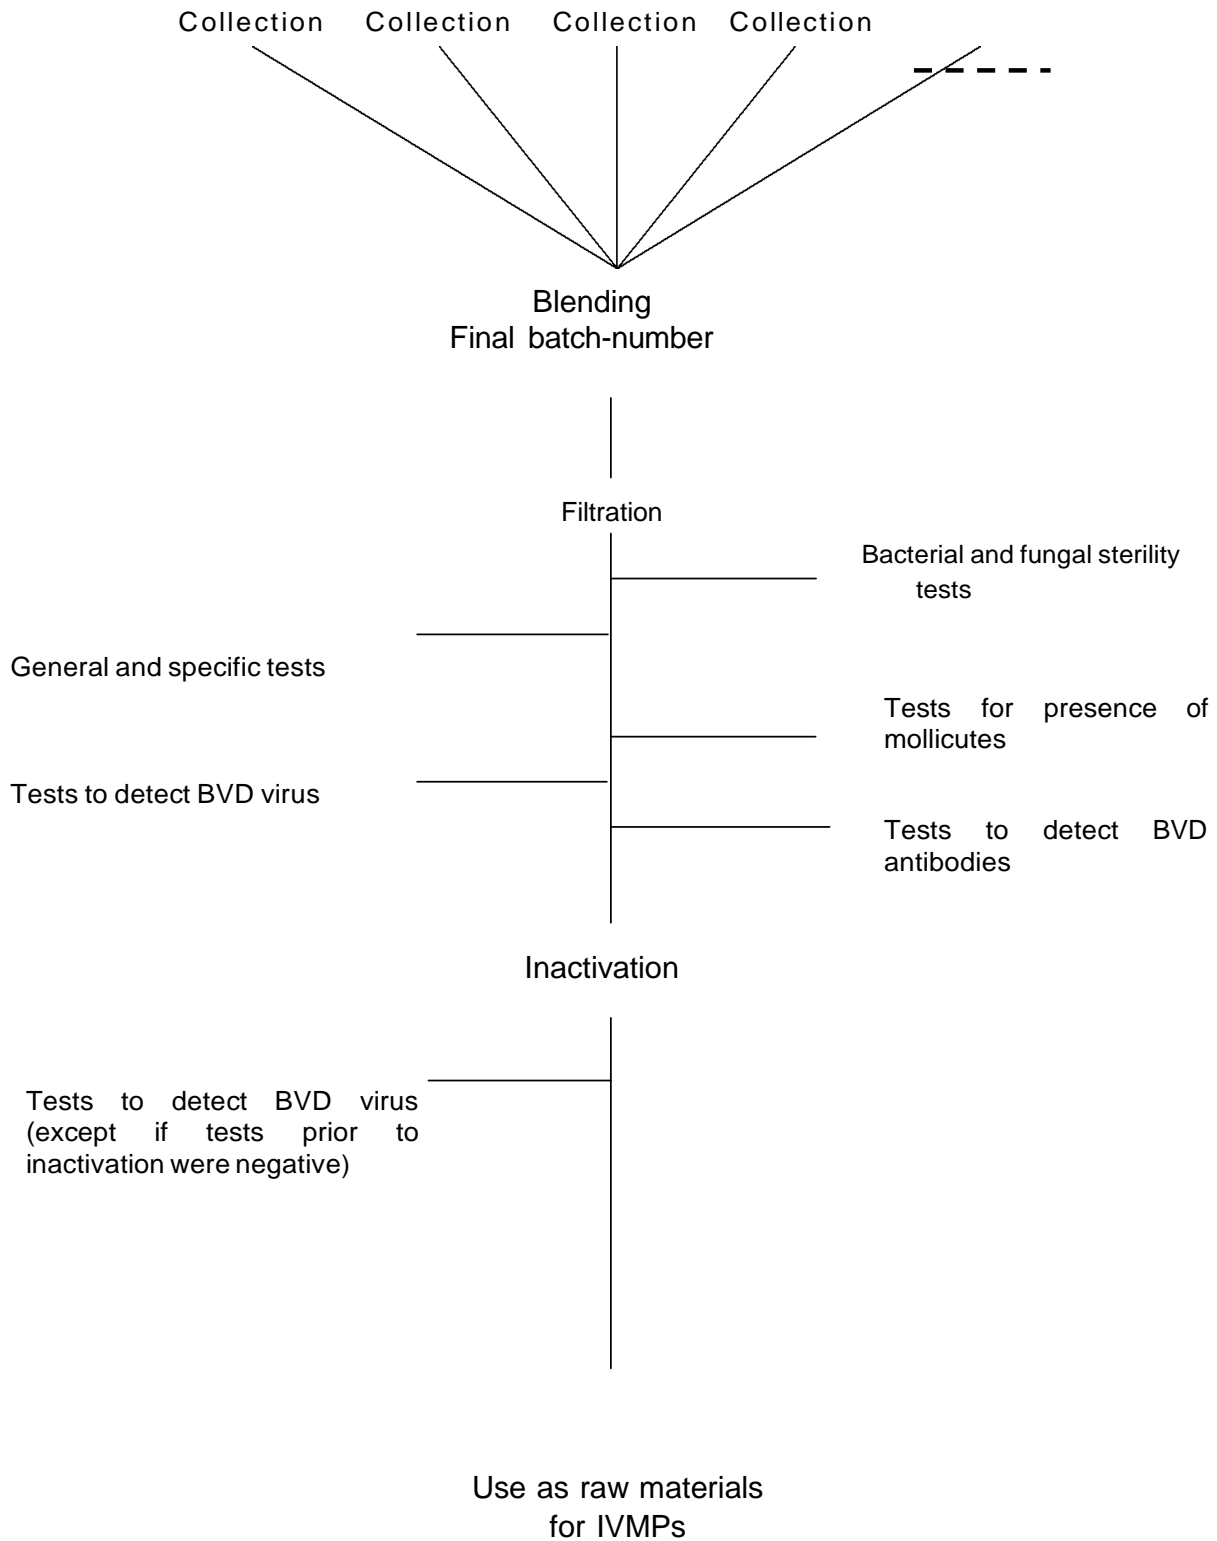 Collection Collection Collection Collection
Blending
Final batch-number
Filtration
Bacterial and fungal sterility
tests
General and specific tests
Tests for presence of
mollicutes
Tests to detect BVD virus
Tests to detect BVD
antibodies
Inactivation
Tests to detect BVD virus
(except if tests prior to
inactivation were negative)
Use as raw materials
for IVMPs